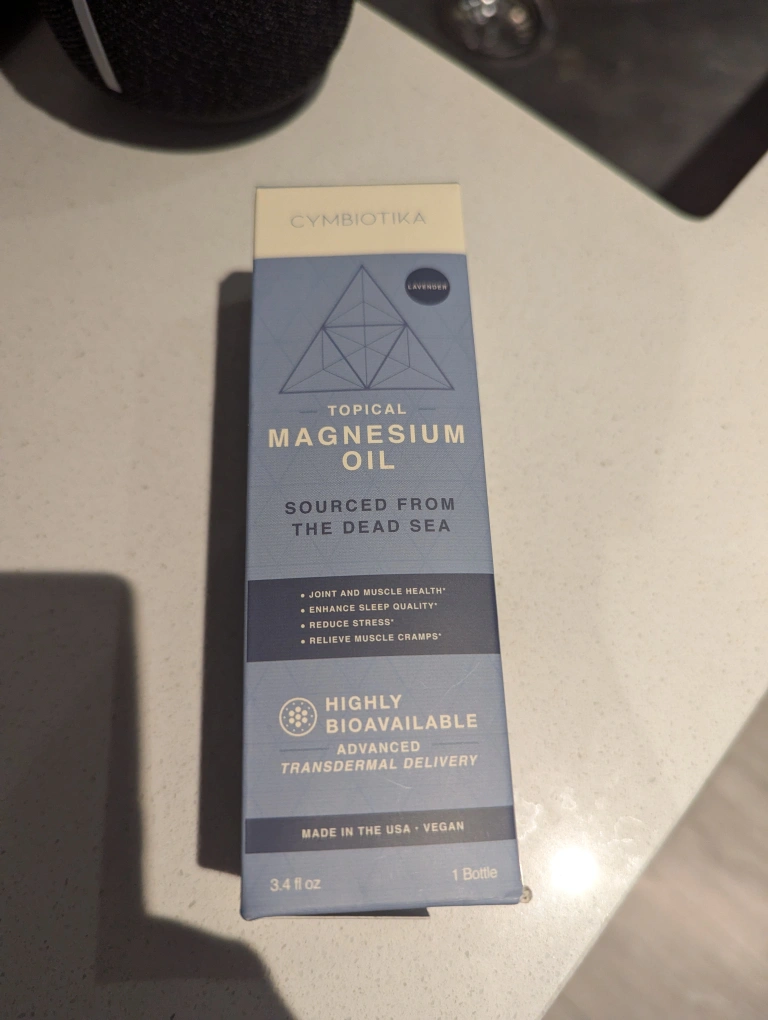 CYMBIOTIKA
LAVENDER
TOPICAL
MAGNESIUM
OIL
SOURCED FROM
THE DEAD SEA
• JOINT AND MUSCLE HEALTH*
• ENHANCE SLEEP QUALITY*
• REDUCE STRESS*
• RELIEVE MUSCLE CRAMPS*
HIGHLY
BIOAVAILABLE
ADVANCED
TRANSDERMAL DELIVERY
MADE IN THE USA • VEGAN
3.4 fl oz
1 Bottle